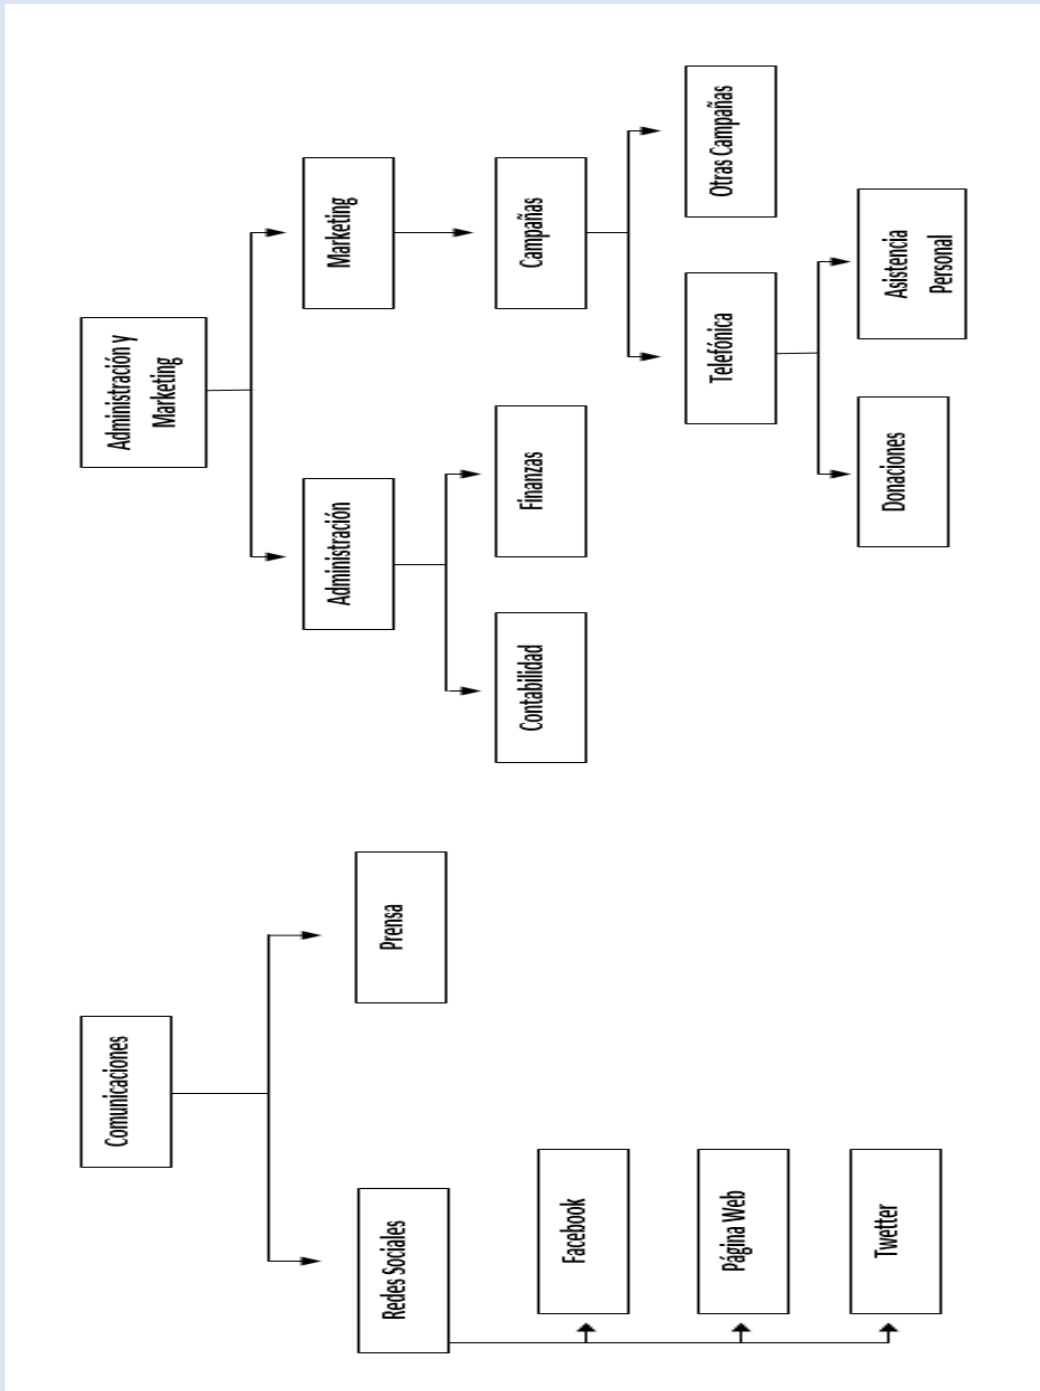 Comunicaciones
Redes Sociales
Prensa
Facebook
Página Web
Twetter
Administración y
Marketing
Administración
Marketing
Contabilidad
Finanzas
Campañas
Telefónica
Otras Campañas
Donaciones
Asistencia
Personal